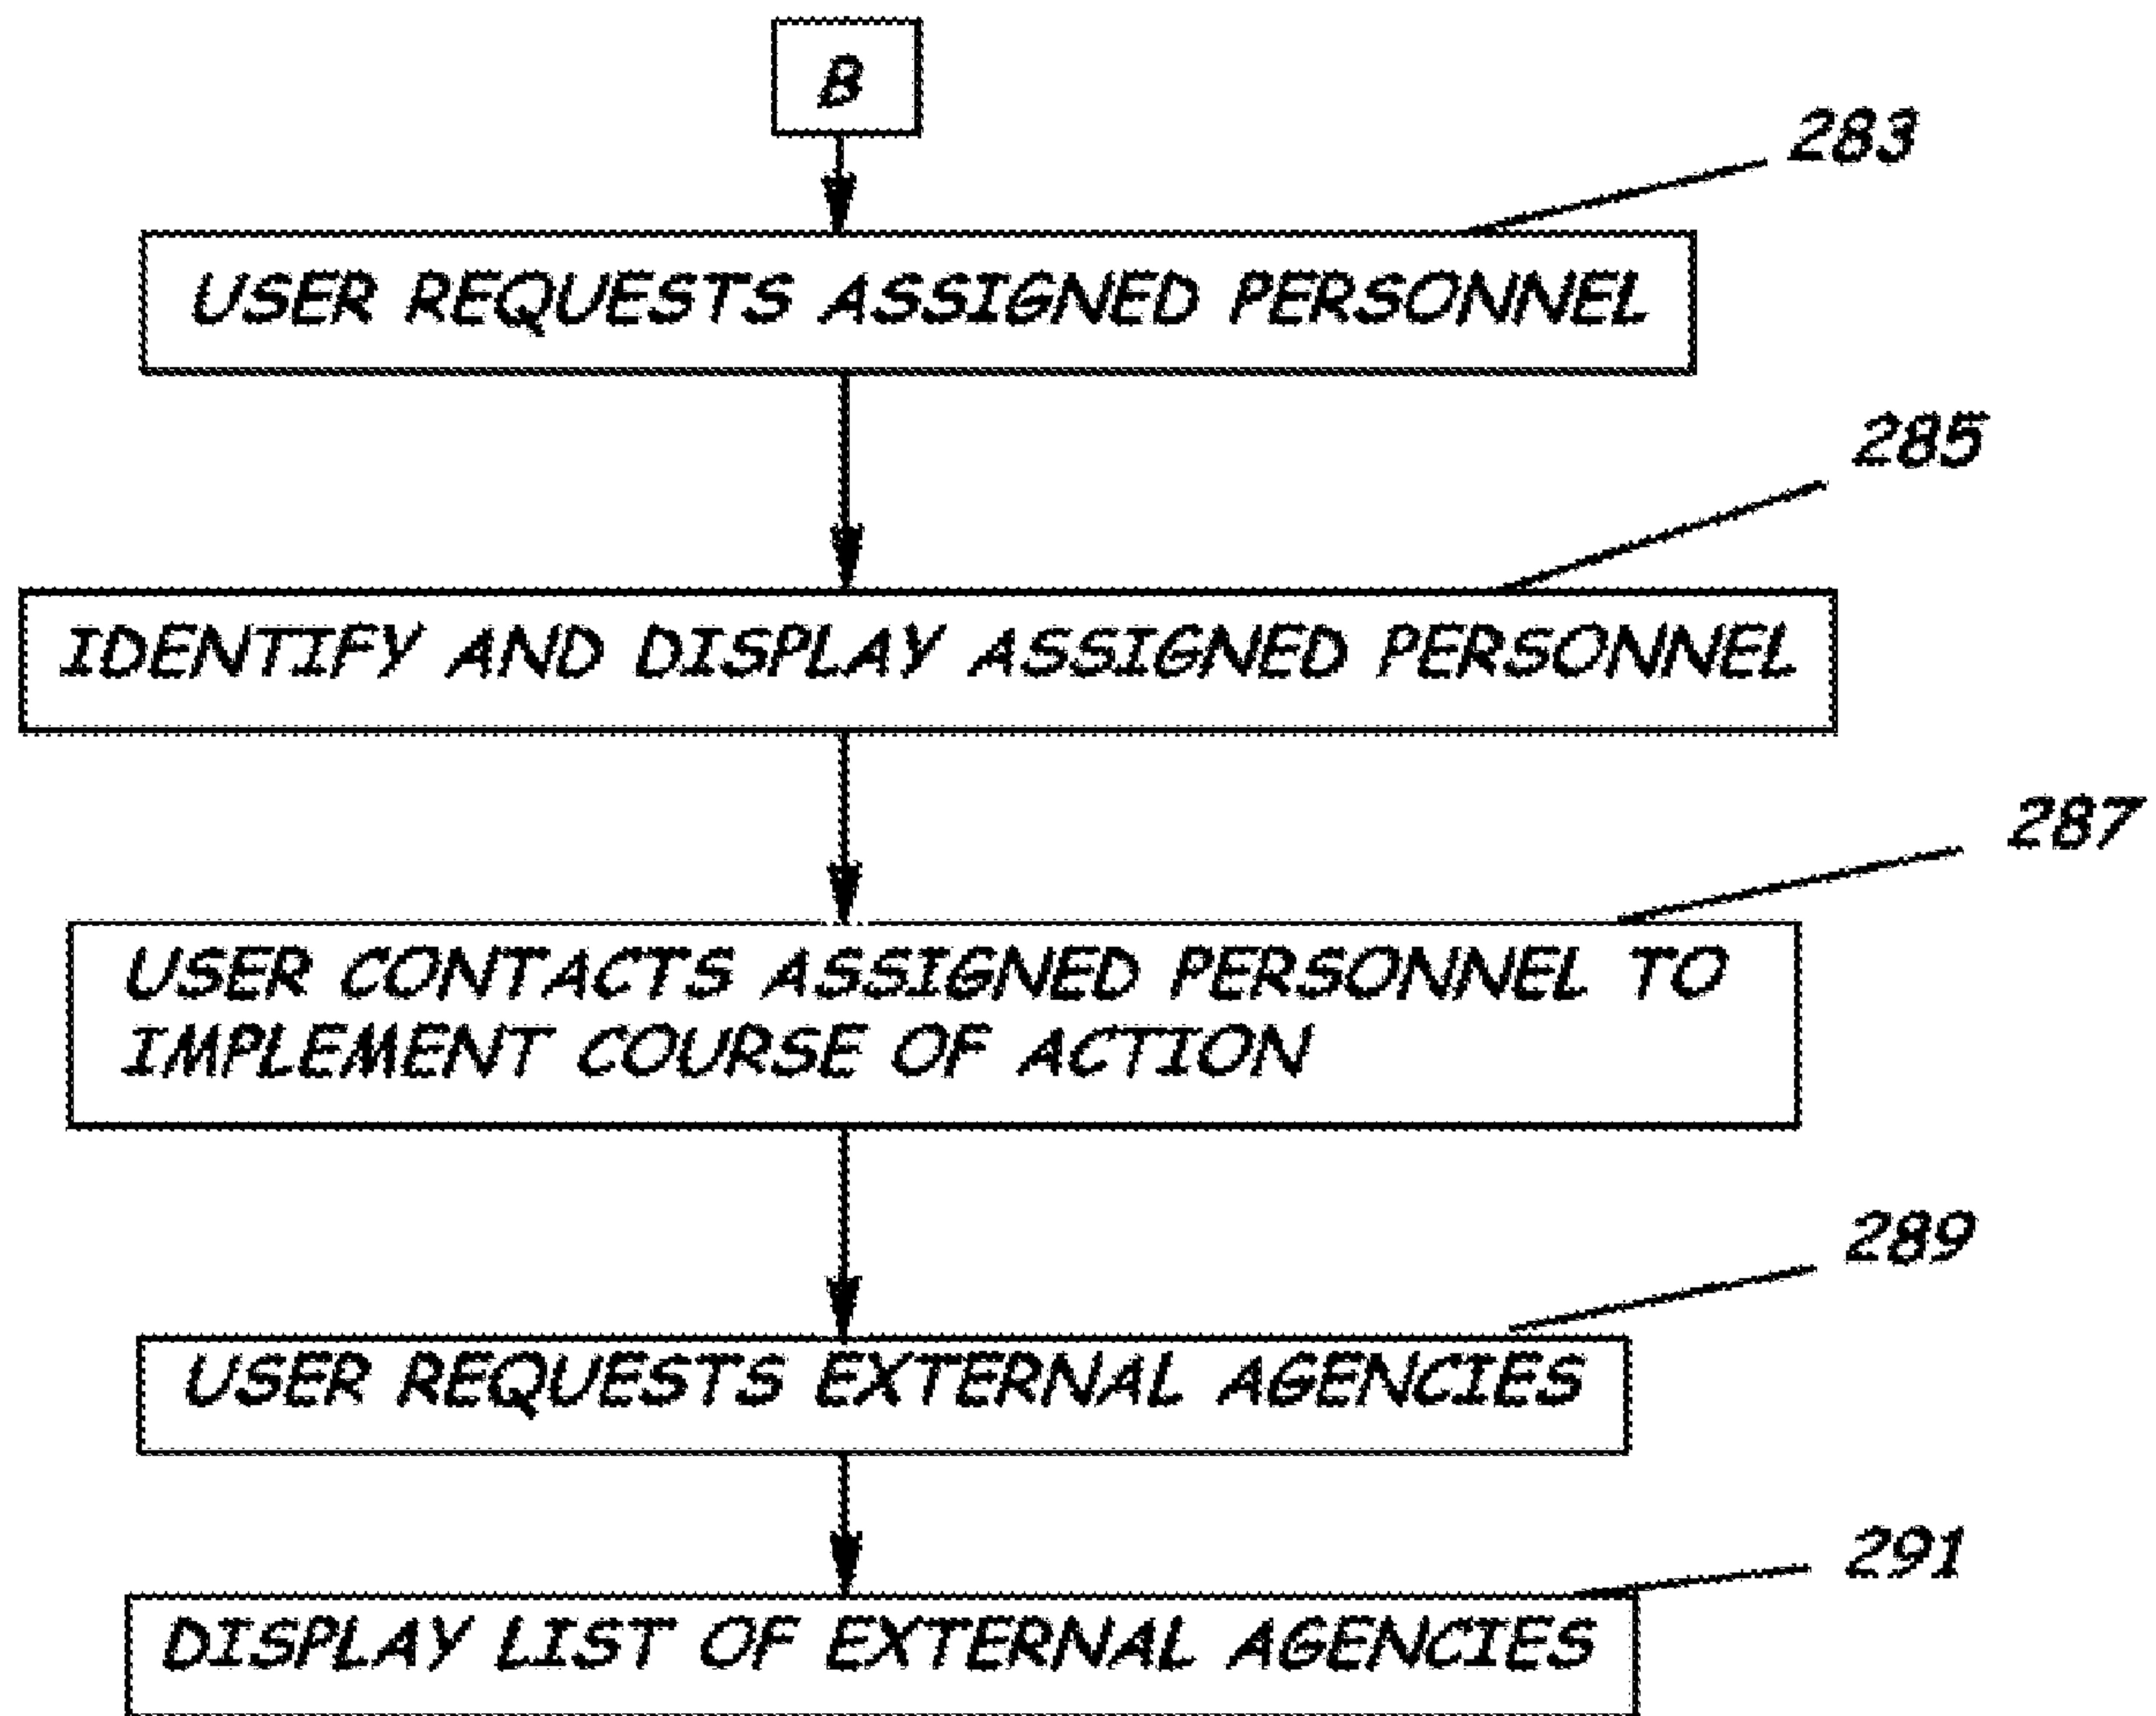 B
283
USER REQUESTS ASSIGNED PERSONNEL
285
IDENTIFY AND DISPLAY ASSIGNED PERSONNEL
287
USER CONTACTS ASSIGNED PERSONNEL TO
IMPLEMENT COURSE OF ACTION
289
USER REQUESTS EXTERNAL AGENCIES
291
DISPLAY LIST OF EXTERNAL AGENCIES